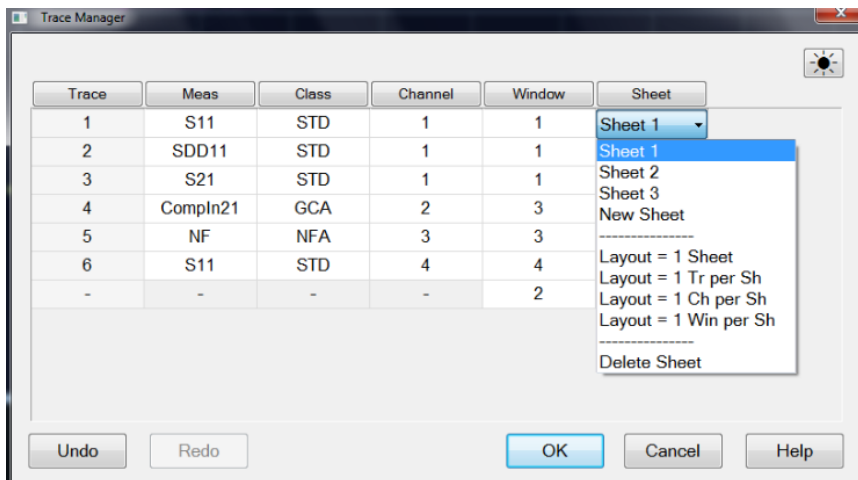 Trace Manager
Trace Meas Class Channel Window Sheet
1 S11 STD 1 1 Sheet 1
2 SDD11 STD 1 1 Sheet 1
3 S21 STD 1 1 Sheet 2
Sheet 3
4 CompIn21 GCA 2 3 New Sheet
5 NF NFA 3 3 ---------------
6 S11 STD 4 4 Layout = 1 Sheet
Layout = 1 Tr per Sh
- - - - 2 Layout = 1 Ch per Sh
Layout = 1 Win per Sh
---------------
Delete Sheet
Undo Redo OK Cancel Help